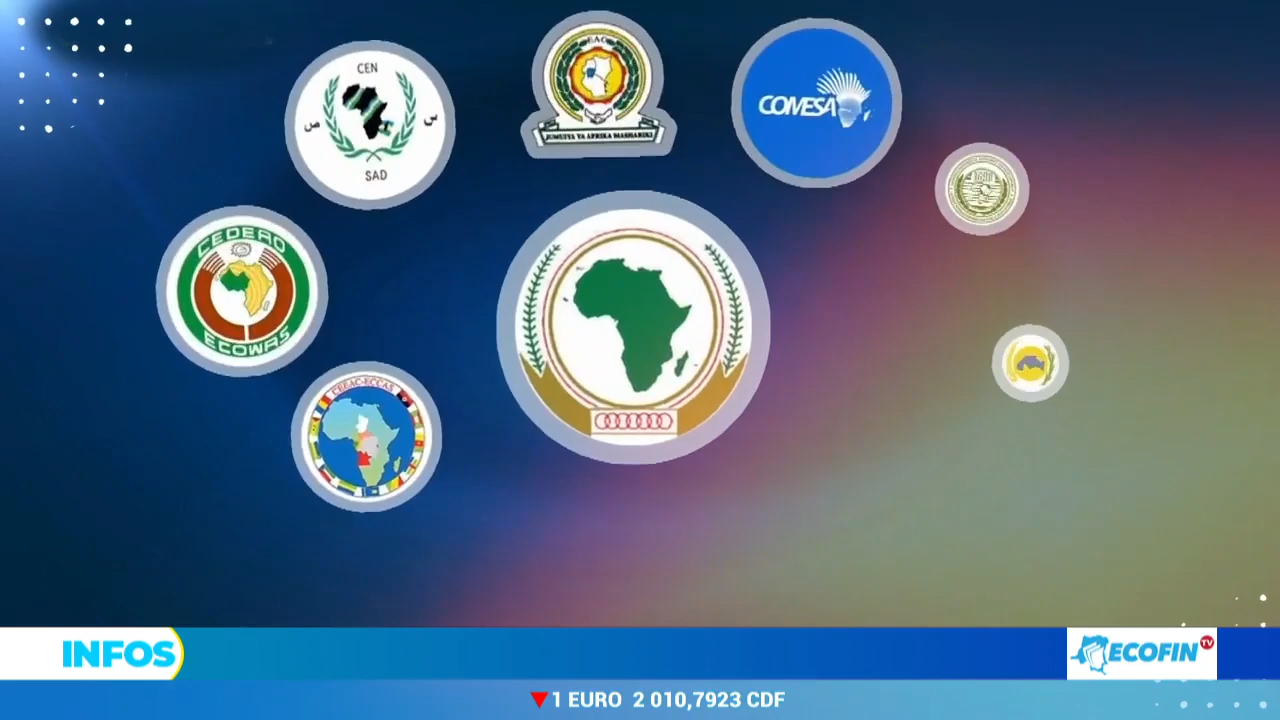 CEN
س
ص
SAD
EAC
JUMUIYA YA AFRIKA MASHARIKI
COMESA
IGAD
CEDEAO
ECOWAS
CEEAC-ECCAS
INFOS
ECOFIN TV
1 EURO 2 010,7923 CDF